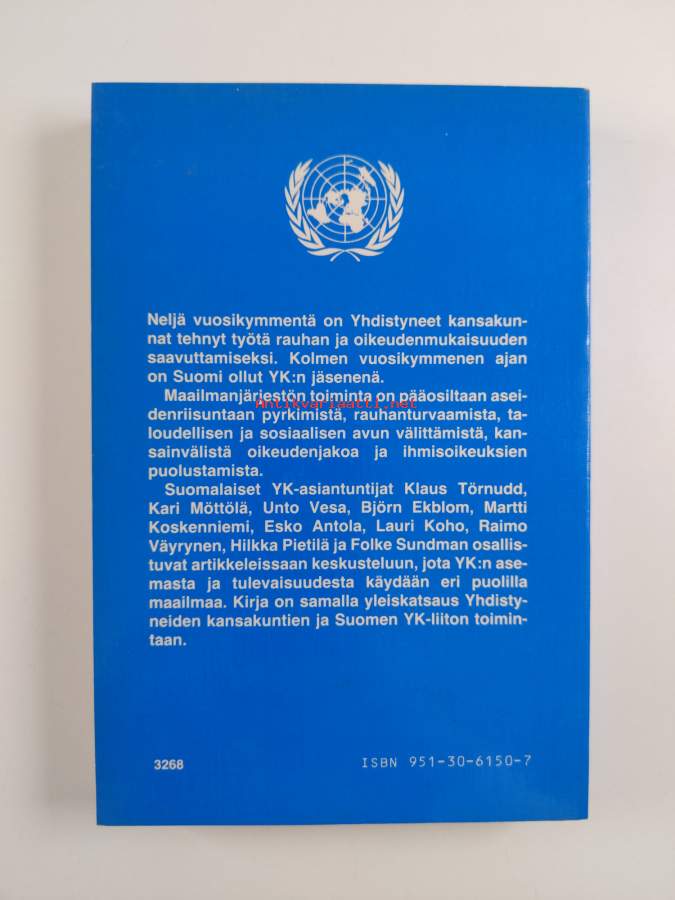 Neljä vuosikymmentä on Yhdistyneet kansakun-
nat tehnyt työtä rauhan ja oikeudenmukaisuuden
saavuttamiseksi. Kolmen vuosikymmenen ajan
on Suomi ollut YK:n jäsenenä.
Maailmanjärjestön toiminta on pääosiltaan asei-
Antikvariaatti.net
denriisuntaan pyrkimistä, rauhanturvaamista, ta-
loudellisen ja sosiaalisen avun välittämistä, kan-
sainvälistä oikeudenjakoa ja ihmisoikeuksien
puolustamista.
Suomalaiset YK-asiantuntijat Klaus Törnudd,
Kari Möttölä, Unto Vesa, Björn Ekblom, Martti
Koskenniemi, Esko Antola, Lauri Koho, Raimo
Väyrynen, Hilkka Pietilä ja Folke Sundman osallis-
tuvat artikkeleissaan keskusteluun, jota YK:n ase-
masta ja tulevaisuudesta käydään eri puolilla
maailmaa. Kirja on samalla yleiskatsaus Yhdisty-
neiden kansakuntien ja Suomen YK-liiton toimin-
taan.
3268 ISBN 951-30-6150-7